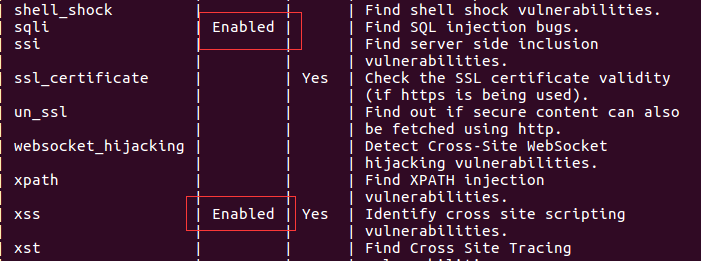 | shell_shock | | | Find shell shock vulnerabilities.
| sqli | Enabled | | Find SQL injection bugs.
| ssi | | | Find server side inclusion
| | | | vulnerabilities.
| ssl_certificate | | Yes | Check the SSL certificate validity
| | | | (if https is being used).
| un_ssl | | | Find out if secure content can also
| | | | be fetched using http.
| websocket_hijacking | | | Detect Cross-Site WebSocket
| | | | hijacking vulnerabilities.
| xpath | | | Find XPATH injection
| | | | vulnerabilities.
| xss | Enabled | Yes | Identify cross site scripting
| | | | vulnerabilities.
| xst | | | Find Cross Site Tracing